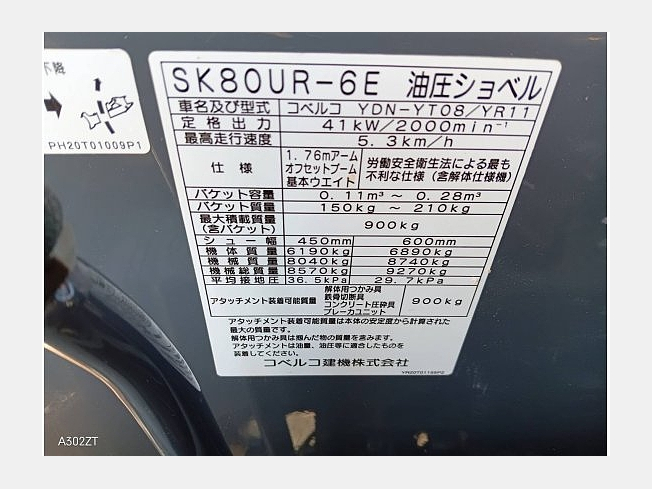 不降
PH20T01009P1
SK80UR-6E 油圧ショベル
車名及び型式 コベルコ YDN-YT08/YR11
定格出力 41kW/2000min⁻¹
最高走行速度 5.3km/h
仕様 1.76mアーム オフセットブーム 基本ウエイト 労働安全衛生法による最も不利な仕様(含解体仕様機)
バケット容量 0.11m³ ~ 0.28m³
バケット質量 150kg ~ 210kg
最大積載質量(含バケット) 900kg
シュー幅 450mm 600mm
機体質量 6190kg 6890kg
機械質量 8040kg 8740kg
機械総質量 8570kg 9270kg
平均接地圧 36.5kPa 29.7kPa
アタッチメント装着可能質量 解体用つかみ具 鉄骨切断具 コンクリート圧砕具 ブレーカユニット 900kg
アタッチメント装着可能質量は本体の安定度から計算された
最大の質量です。
解体用つかみ具は掴んだ物の質量を含みます。
アタッチメントは油量、油圧等に適合したものを
装着してください。
コベルコ建機株式会社
YR20T01188P2
A302ZT